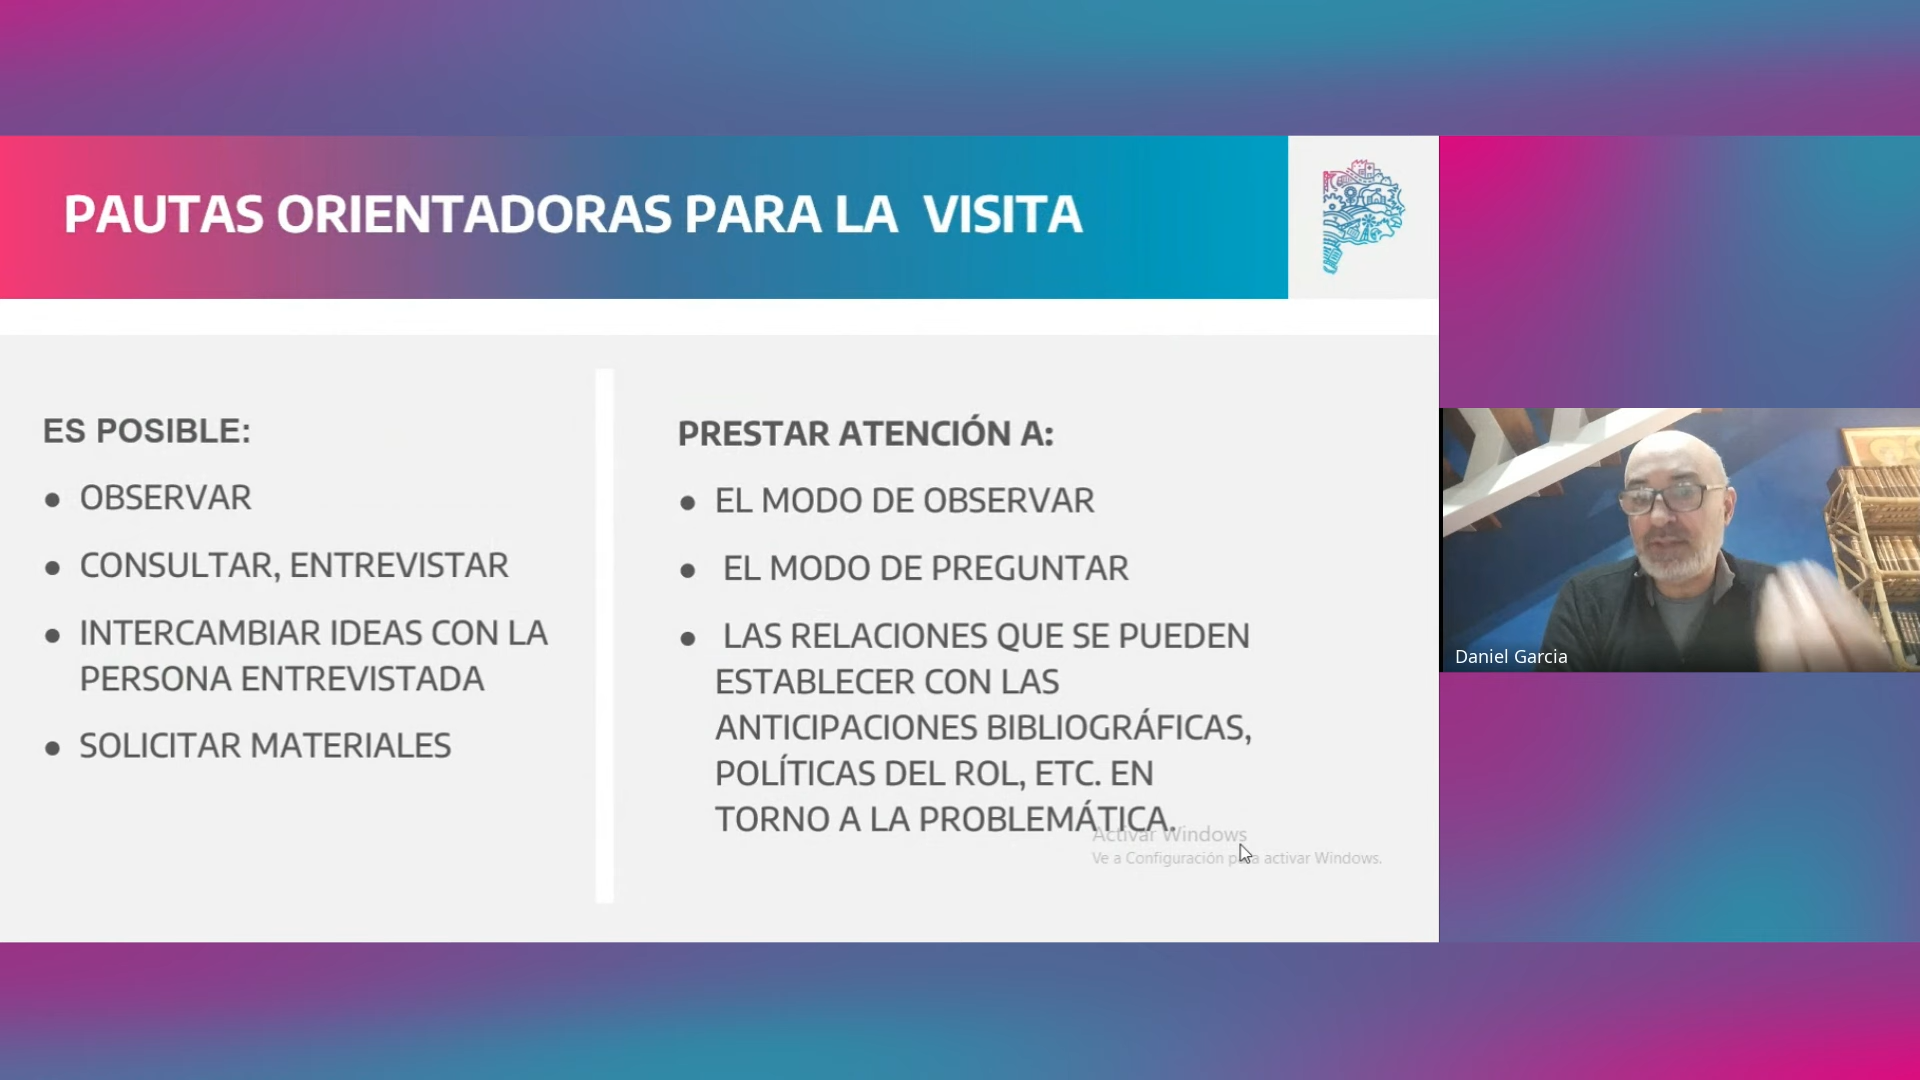 PAUTAS ORIENTADORAS PARA LA VISITA
ES POSIBLE:
● OBSERVAR
● CONSULTAR, ENTREVISTAR
● INTERCAMBIAR IDEAS CON LA
PERSONA ENTREVISTADA
● SOLICITAR MATERIALES
PRESTAR ATENCIÓN A:
● EL MODO DE OBSERVAR
● EL MODO DE PREGUNTAR
● LAS RELACIONES QUE SE PUEDEN
ESTABLECER CON LAS
ANTICIPACIONES BIBLIOGRÁFICAS,
POLÍTICAS DEL ROL, ETC. EN
TORNO A LA PROBLEMÁTICA.
Activar Windows
Ve a Configuración para activar Windows.
Daniel Garcia